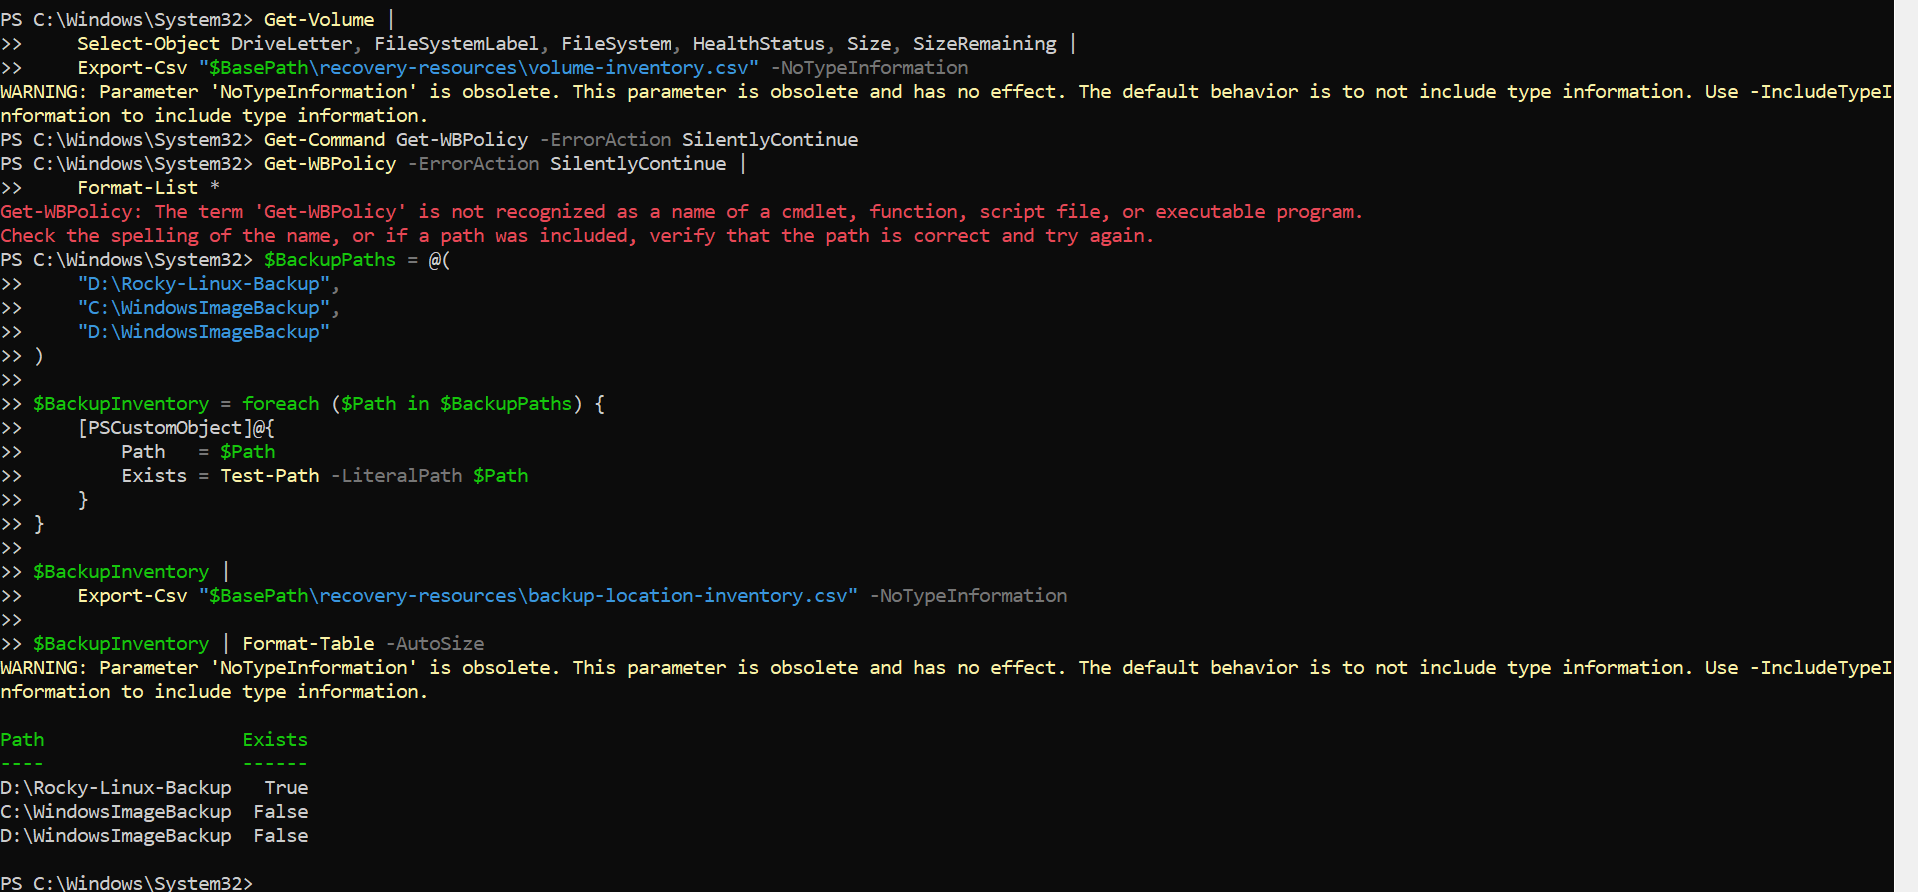 PS C:\Windows\System32> Get-Volume |
>>     Select-Object DriveLetter, FileSystemLabel, FileSystem, HealthStatus, Size, SizeRemaining |
>>     Export-Csv "$BasePath\recovery-resources\volume-inventory.csv" -NoTypeInformation
WARNING: Parameter 'NoTypeInformation' is obsolete. This parameter is obsolete and has no effect. The default behavior is to not include type information. Use -IncludeTypeI
nformation to include type information.
PS C:\Windows\System32> Get-Command Get-WBPolicy -ErrorAction SilentlyContinue
PS C:\Windows\System32> Get-WBPolicy -ErrorAction SilentlyContinue |
>>     Format-List *
Get-WBPolicy: The term 'Get-WBPolicy' is not recognized as a name of a cmdlet, function, script file, or executable program.
Check the spelling of the name, or if a path was included, verify that the path is correct and try again.
PS C:\Windows\System32> $BackupPaths = @(
>>     "D:\Rocky-Linux-Backup",
>>     "C:\WindowsImageBackup",
>>     "D:\WindowsImageBackup"
>> )
>>
>> $BackupInventory = foreach ($Path in $BackupPaths) {
>>     [PSCustomObject]@{
>>         Path   = $Path
>>         Exists = Test-Path -LiteralPath $Path
>>     }
>> }
>>
>> $BackupInventory |
>>     Export-Csv "$BasePath\recovery-resources\backup-location-inventory.csv" -NoTypeInformation
>>
>> $BackupInventory | Format-Table -AutoSize
WARNING: Parameter 'NoTypeInformation' is obsolete. This parameter is obsolete and has no effect. The default behavior is to not include type information. Use -IncludeTypeI
nformation to include type information.

Path                  Exists
----                  ------
D:\Rocky-Linux-Backup   True
C:\WindowsImageBackup  False
D:\WindowsImageBackup  False

PS C:\Windows\System32>